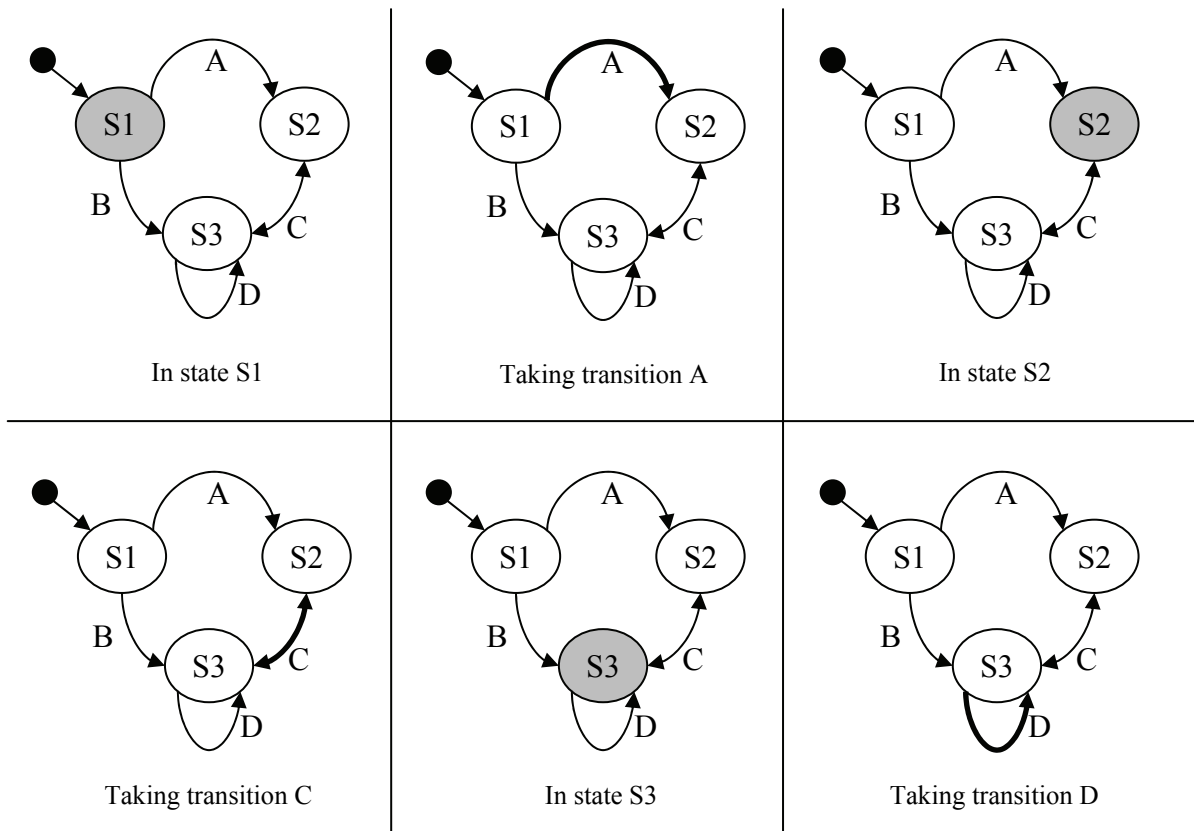 A
S1
S2
B
S3
C
D
In state S1
A
S1
S2
B
S3
C
D
Taking transition A
A
S1
S2
B
S3
C
D
In state S2
A
S1
S2
B
S3
C
D
Taking transition C
A
S1
S2
B
S3
C
D
In state S3
A
S1
S2
B
S3
C
D
Taking transition D